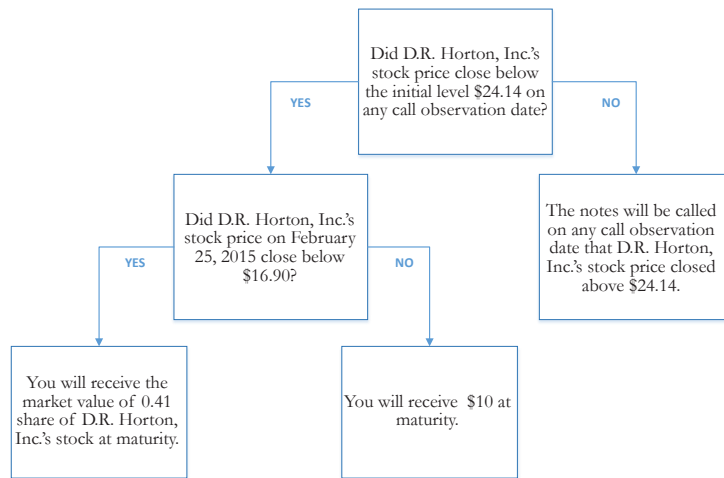 Did D.R. Horton, Inc.'s
stock price close below
the initial level $24.14 on
any call observation date?
YES
NO
Did D.R. Horton, Inc.'s
stock price on February
25, 2015 close below
$16.90?
The notes will be called
on any call observation
date that D.R. Horton,
Inc.'s stock price closed
above $24.14.
YES
NO
You will receive the
market value of 0.41
share of D.R. Horton,
Inc.'s stock at maturity.
You will receive $10 at
maturity.